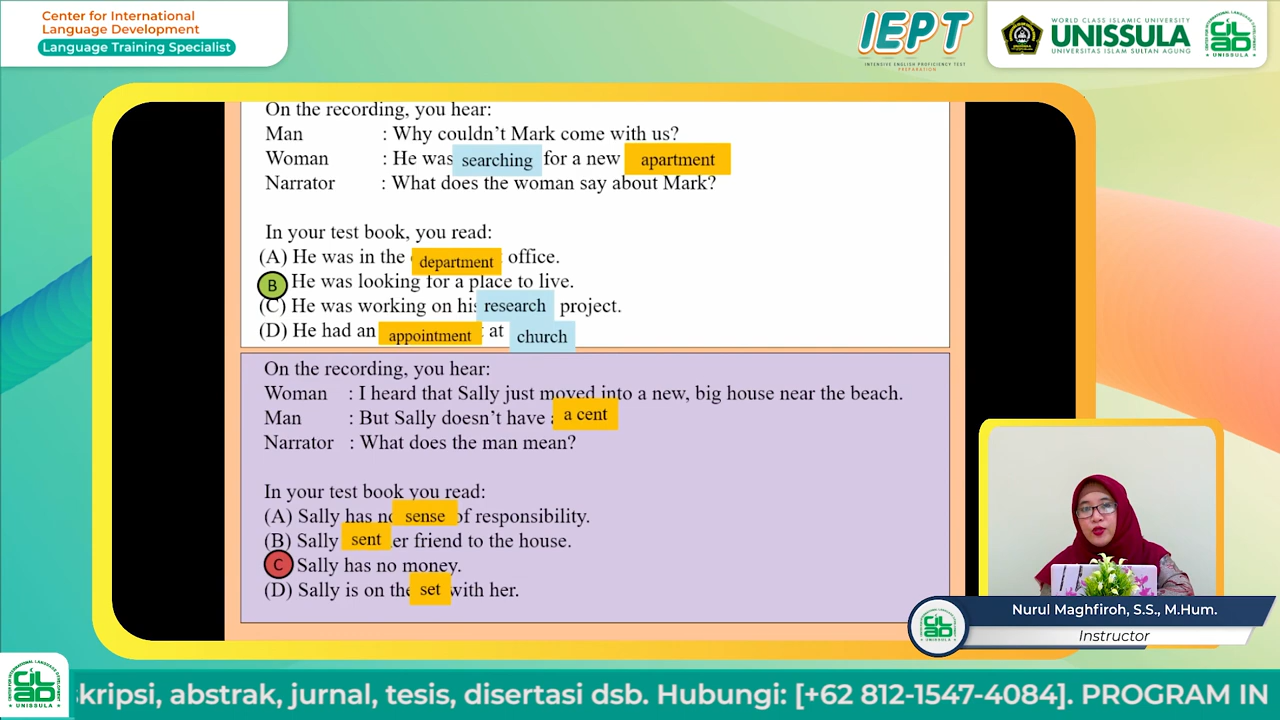 Center for International
Language Development
Language Training Specialist
IEPT
INTENSIVE ENGLISH PROFICIENCY TEST
PREPARATION
WORLD CLASS ISLAMIC UNIVERSITY
UNISSULA
UNIVERSITAS ISLAM SULTAN AGUNG
CILAD
UNISSULA
On the recording, you hear:
Man : Why couldn't Mark come with us?
Woman : He was searching for a new apartment
Narrator : What does the woman say about Mark?
In your test book, you read:
(A) He was in the department office.
B He was looking for a place to live.
(C) He was working on his research project.
(D) He had an appointment at church
On the recording, you hear:
Woman : I heard that Sally just moved into a new, big house near the beach.
Man : But Sally doesn't have a cent
Narrator : What does the man mean?
In your test book you read:
(A) Sally has no sense of responsibility.
(B) Sally sent her friend to the house.
C Sally has no money.
(D) Sally is on the set with her.
Nurul Maghfiroh, S.S., M.Hum.
Instructor
CILAD
UNISSULA
kripsi, abstrak, jurnal, tesis, disertasi dsb. Hubungi: [+62 812-1547-4084]. PROGRAM IN